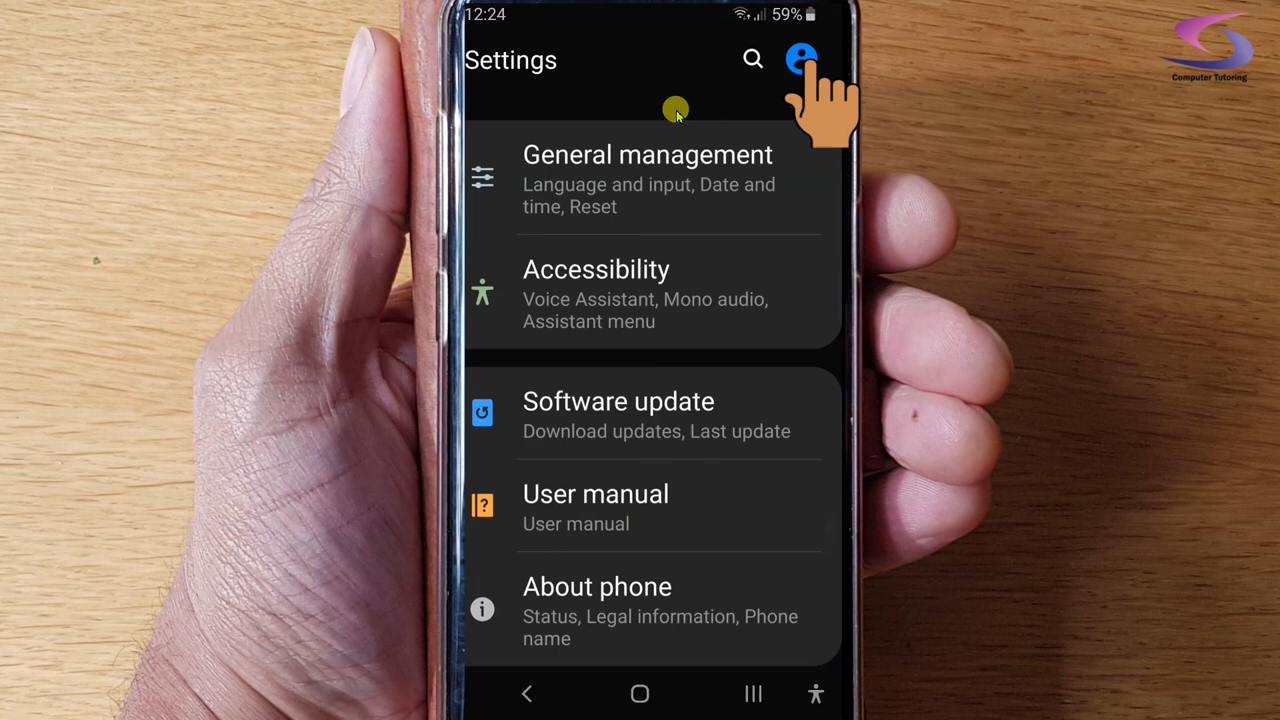 12:24
59%
Settings
Computer Tutoring
General management
Language and input, Date and
time, Reset
Accessibility
Voice Assistant, Mono audio,
Assistant menu
Software update
Download updates, Last update
User manual
User manual
About phone
Status, Legal information, Phone
name